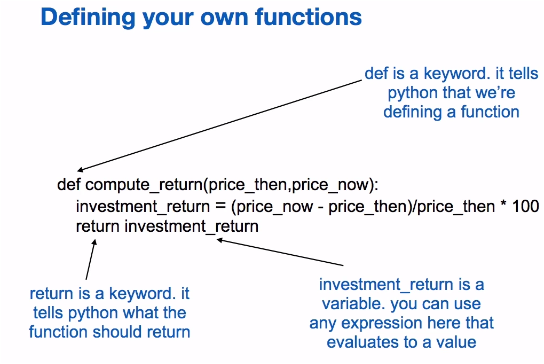 Defining your own functions
def is a keyword. it tells
python that we're
defining a function
def compute_return(price_then,price_now):
investment_return = (price_now - price_then)/price_then * 100
return investment_return
return is a keyword. it
tells python what the
function should return
investment_return is a
variable. you can use
any expression here that
evaluates to a value